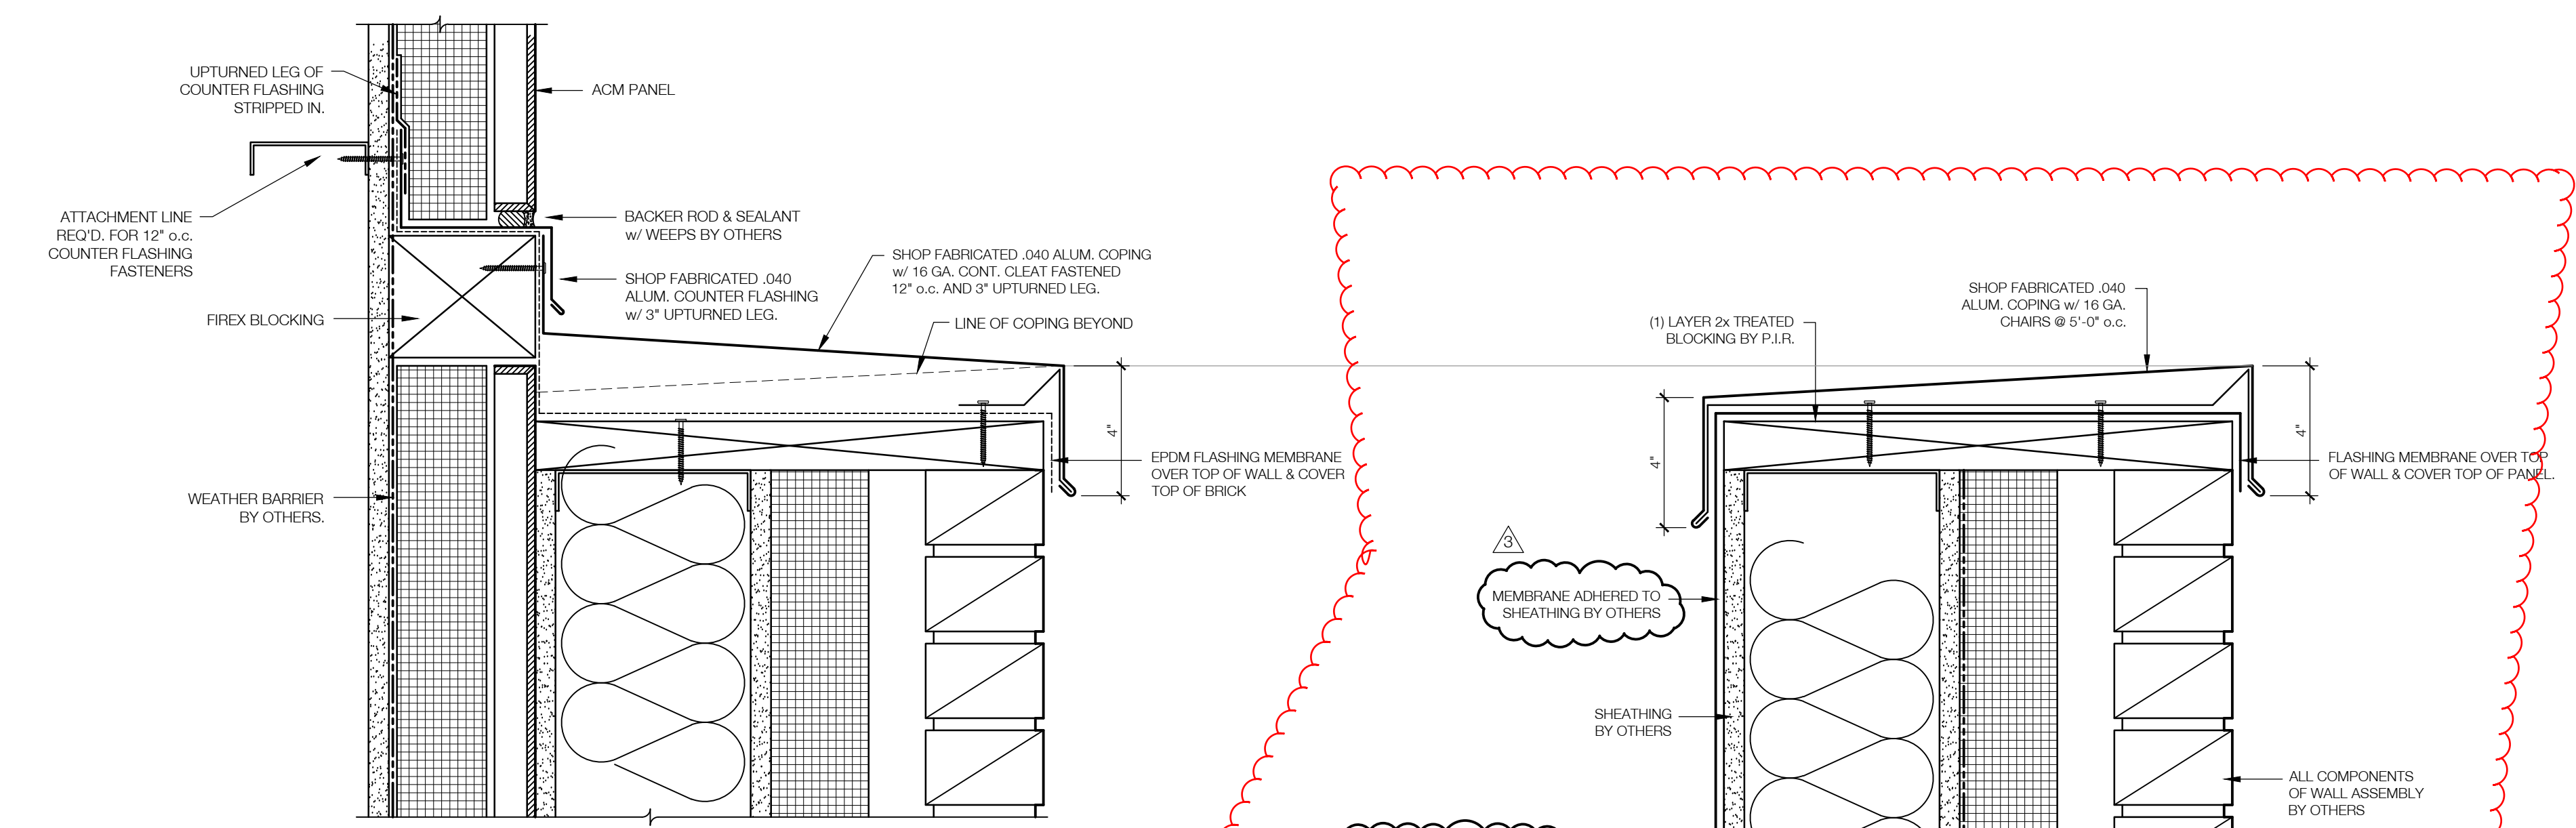 UPTURNED LEG OF
COUNTER FLASHING
STRIPPED IN.
ACM PANEL
ATTACHMENT LINE
REQ'D. FOR 12" o.c.
COUNTER FLASHING
FASTENERS
BACKER ROD & SEALANT
w/ WEEPS BY OTHERS
SHOP FABRICATED .040
ALUM. COUNTER FLASHING
w/ 3" UPTURNED LEG.
SHOP FABRICATED .040 ALUM. COPING
w/ 16 GA. CONT. CLEAT FASTENED
12" o.c. AND 3" UPTURNED LEG.
FIREX BLOCKING
LINE OF COPING BEYOND
4"
EPDM FLASHING MEMBRANE
OVER TOP OF WALL & COVER
TOP OF BRICK
WEATHER BARRIER
BY OTHERS.
SHOP FABRICATED .040
ALUM. COPING w/ 16 GA.
CHAIRS @ 5'-0" o.c.
(1) LAYER 2x TREATED
BLOCKING BY P.I.R.
4"
4"
FLASHING MEMBRANE OVER TOP
OF WALL & COVER TOP OF PANEL.
3
MEMBRANE ADHERED TO
SHEATHING BY OTHERS
SHEATHING
BY OTHERS
ALL COMPONENTS
OF WALL ASSEMBLY
BY OTHERS